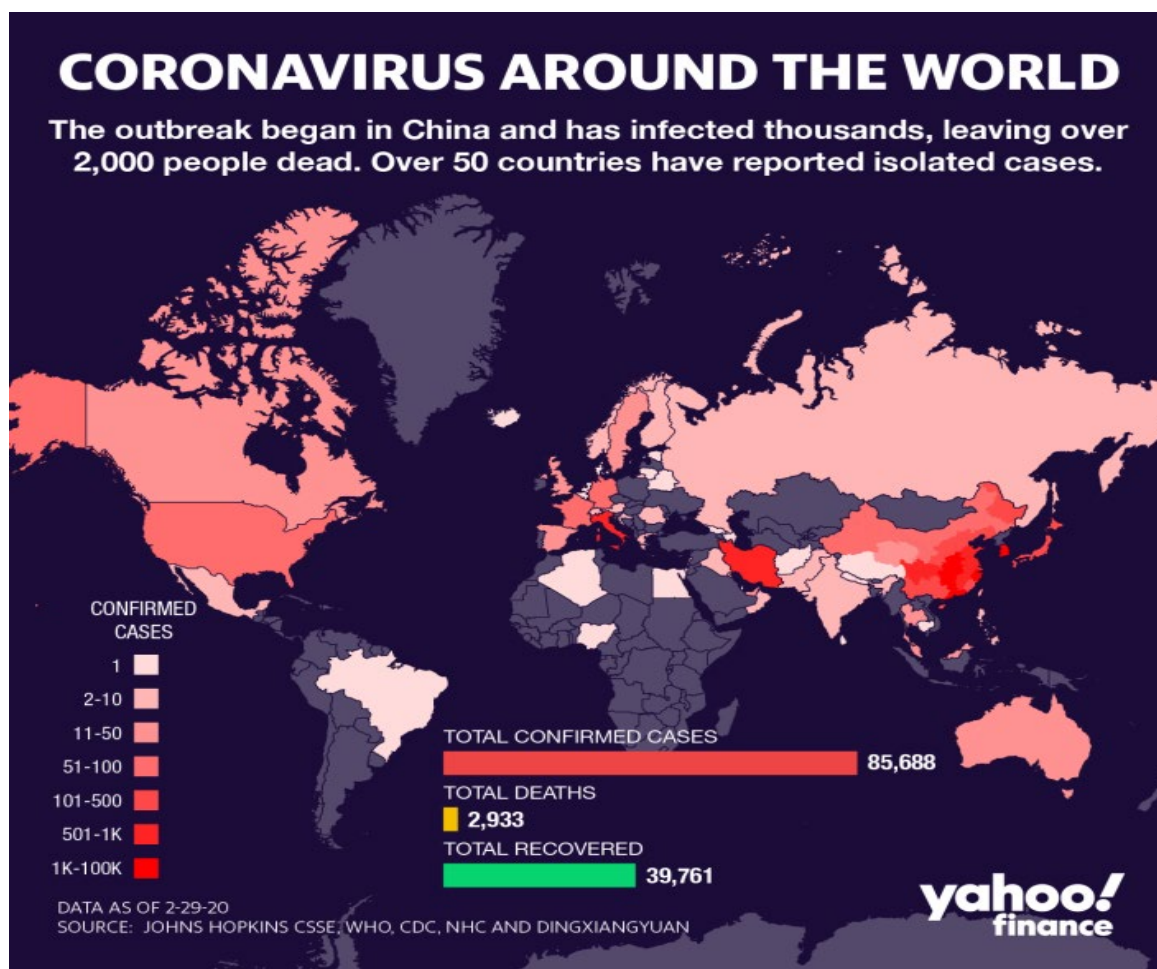 CORONAVIRUS AROUND THE WORLD
The outbreak began in China and has infected thousands, leaving over
2,000 people dead. Over 50 countries have reported isolated cases.
CONFIRMED
CASES
1
2-10
11-50
51-100
101-500
501-1K
1K-100K
TOTAL CONFIRMED CASES
85,688
TOTAL DEATHS
2,933
TOTAL RECOVERED
39,761
DATA AS OF 2-29-20
SOURCE: JOHNS HOPKINS CSSE, WHO, CDC, NHC AND DINGXIANGYUAN
yahoo!
finance